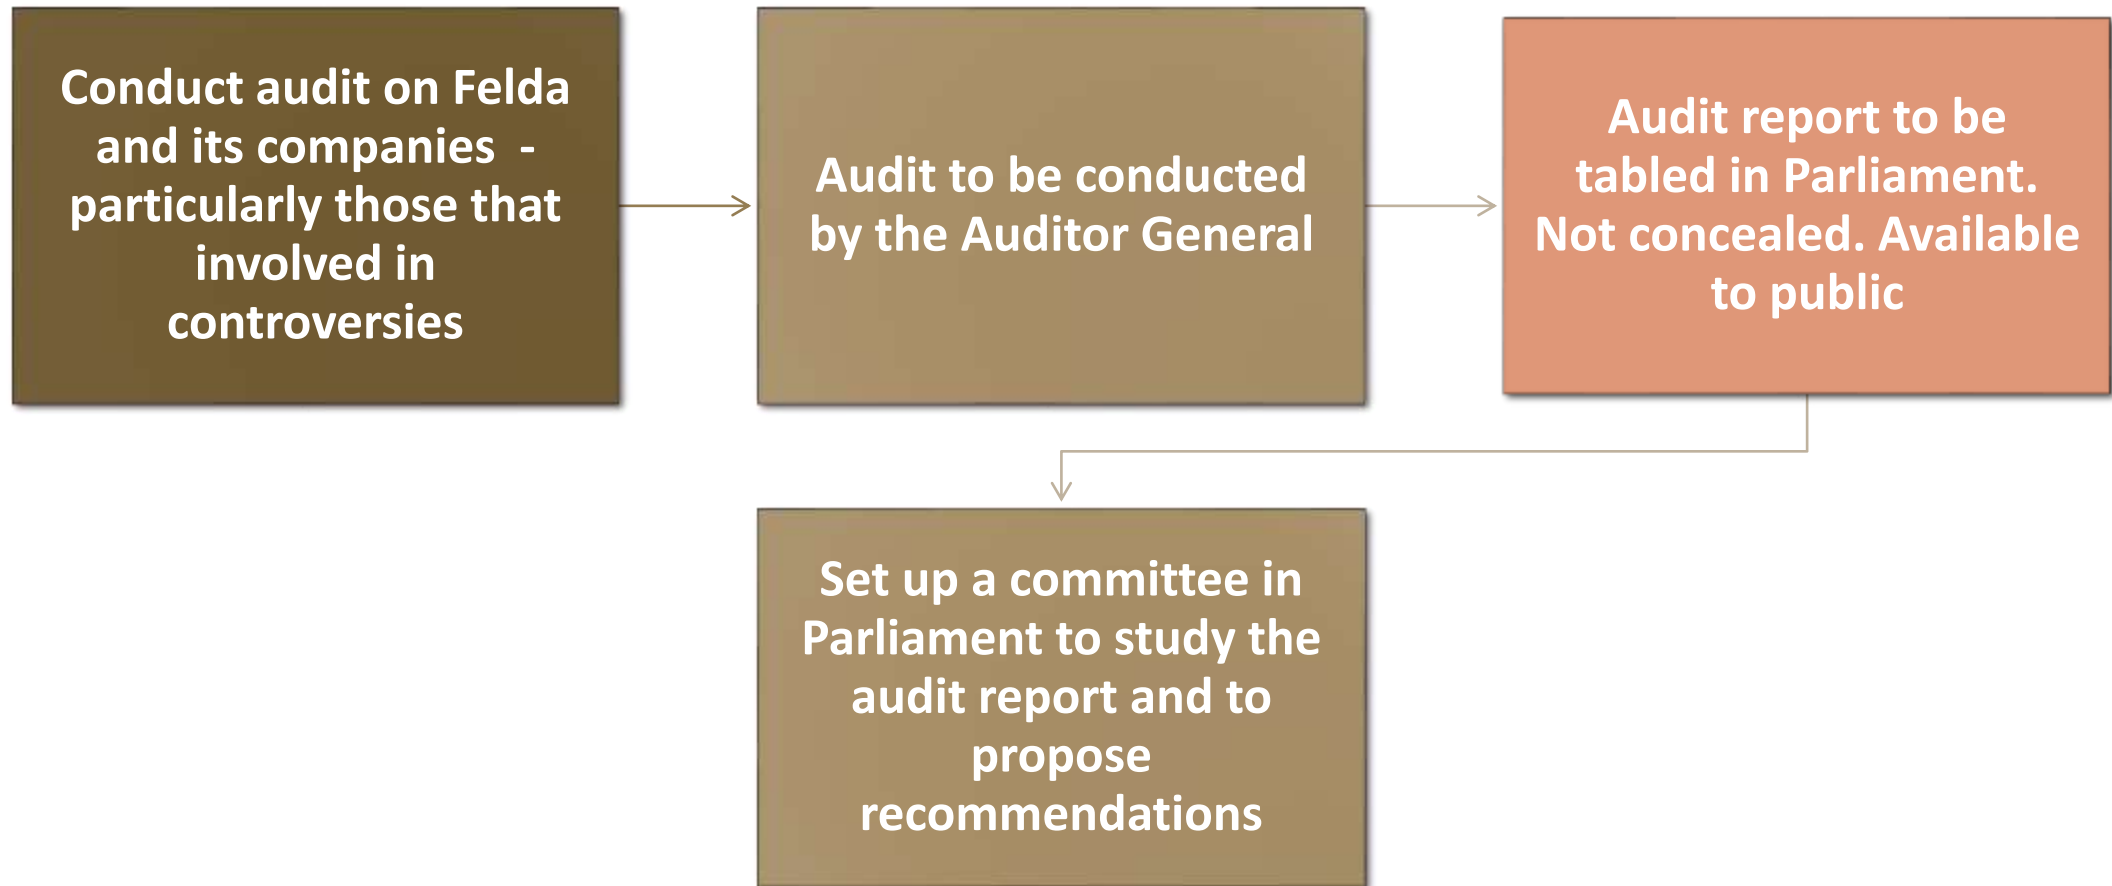 Conduct audit on Felda
and its companies  -
particularly those that
involved in
controversies
Audit to be conducted
by the Auditor General
Audit report to be
tabled in Parliament.
Not concealed. Available
to public
Set up a committee in
Parliament to study the
audit report and to
propose
recommendations